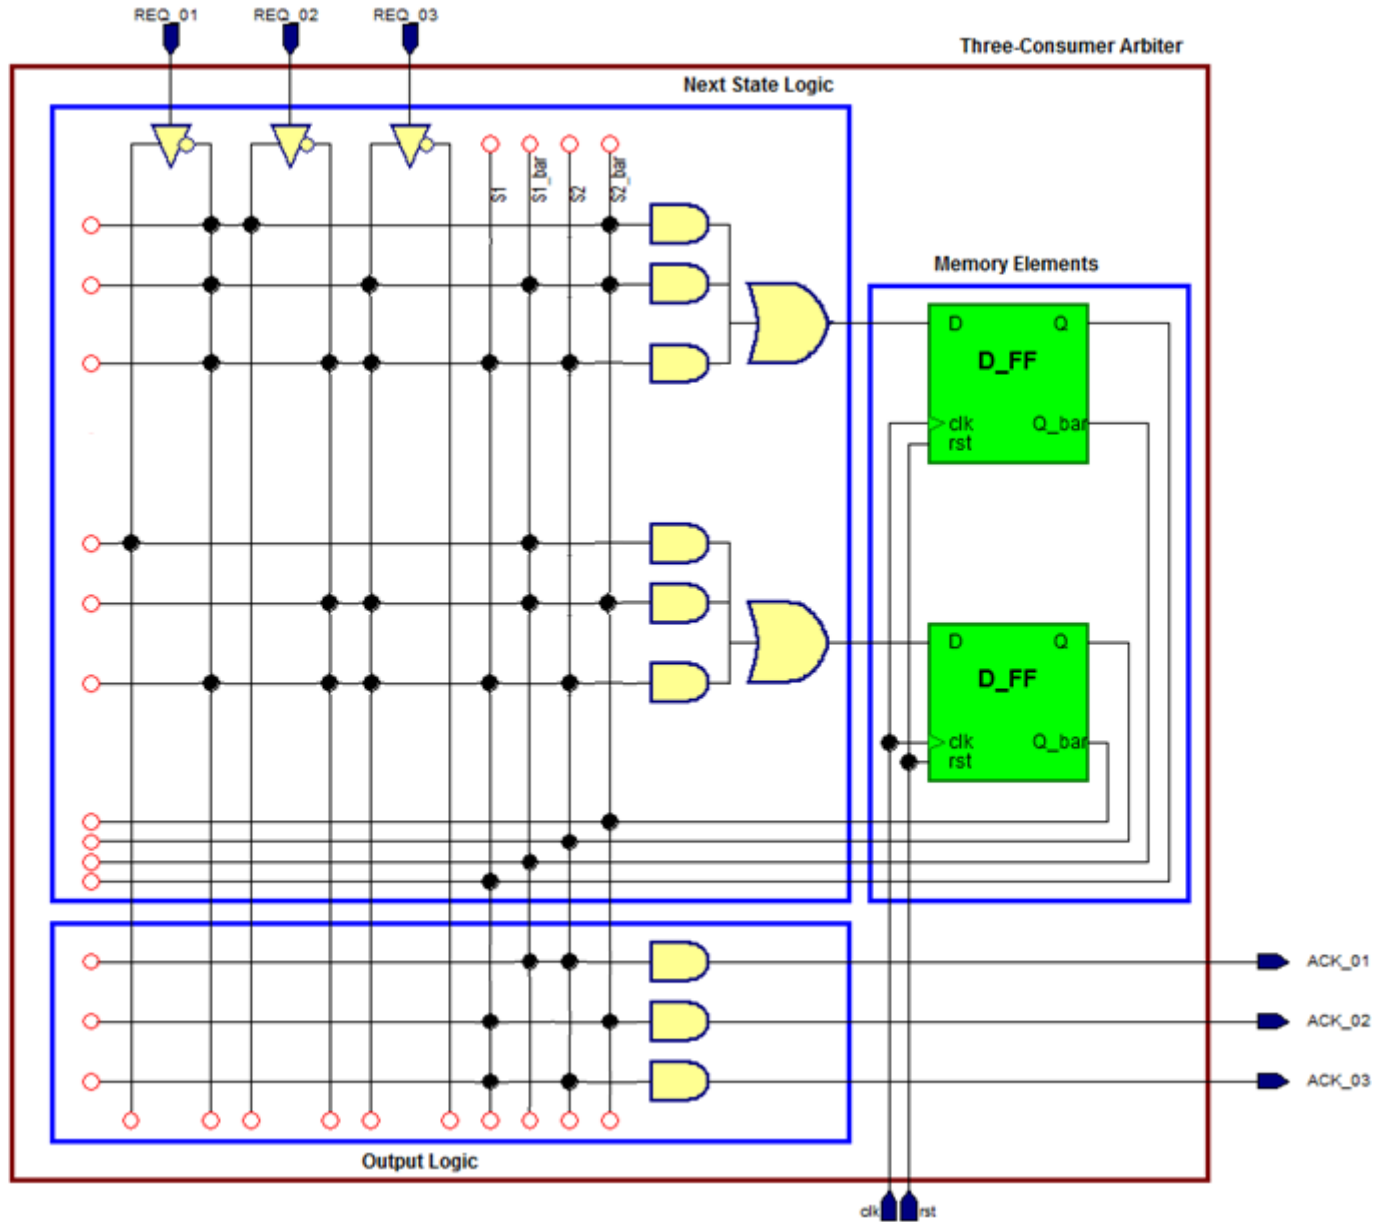 REQ_01 REQ_02 REQ_03
Three-Consumer Arbiter
Next State Logic
S1 S1_bar S2 S2_bar
Memory Elements
D Q
D_FF
clk Q_bar
rst
D Q
D_FF
clk Q_bar
rst
ACK_01
ACK_02
ACK_03
Output Logic
clk rst